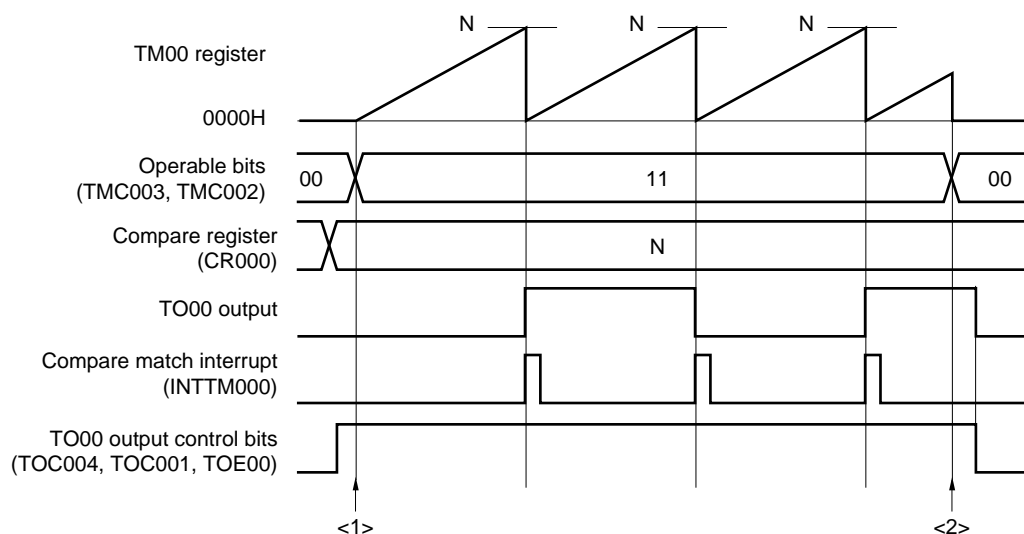 N N N
TM00 register
0000H
Operable bits
(TMC003, TMC002)
00 11 00
Compare register
(CR000)
N
TO00 output
Compare match interrupt
(INTTM000)
TO00 output control bits
(TOC004, TOC001, TOE00)
<1> <2>